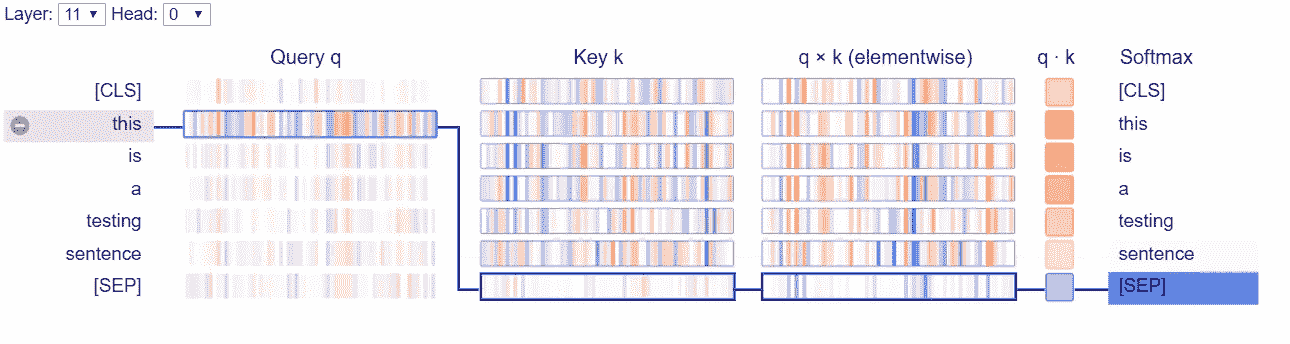 Layer: 11 Head: 0
Query q Key k q × k (elementwise) q · k Softmax
[CLS] [CLS]
this this
is is
a a
testing testing
sentence sentence
[SEP] [SEP]